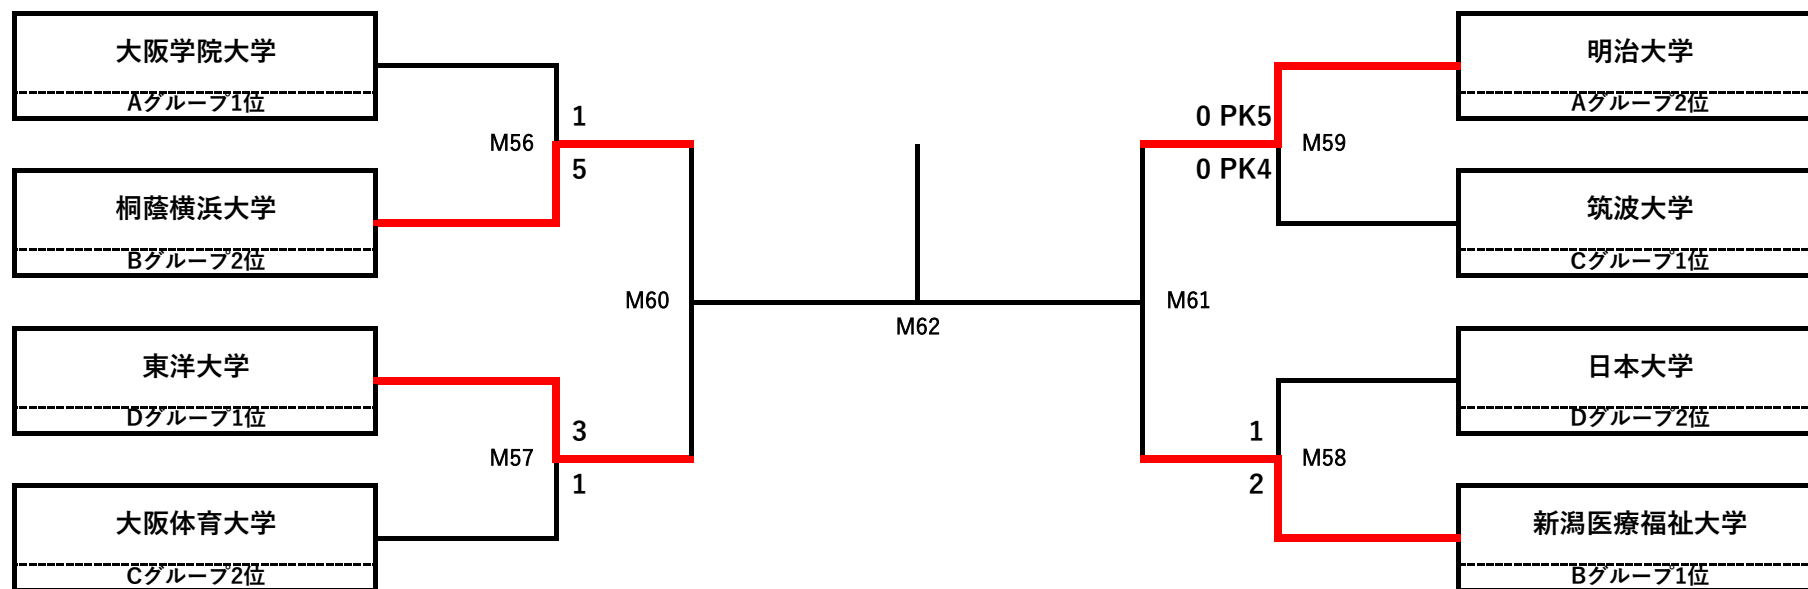 大阪学院大学
Aグループ1位
M56
1
5
桐蔭横浜大学
Bグループ2位
東洋大学
Dグループ1位
M57
3
1
大阪体育大学
Cグループ2位
M60
M62
M61
明治大学
Aグループ2位
0 PK5
0 PK4
M59
筑波大学
Cグループ1位
日本大学
Dグループ2位
1
2
M58
新潟医療福祉大学
Bグループ1位